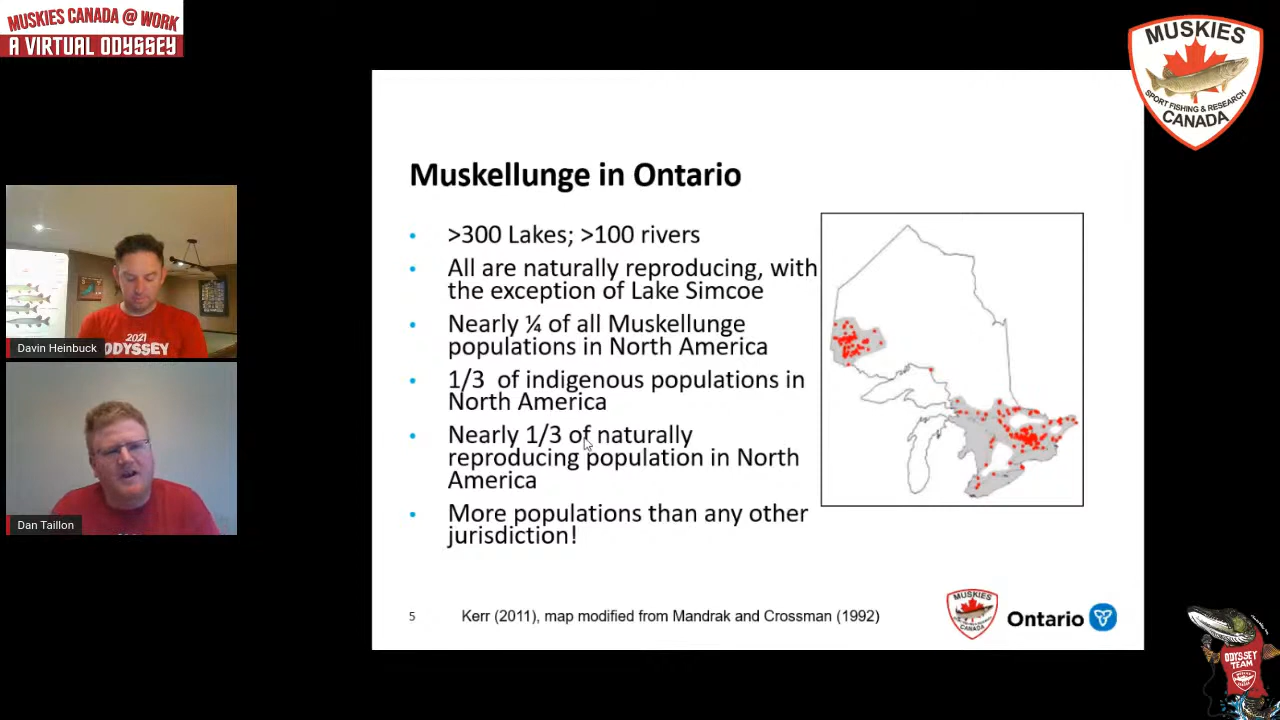 MUSKIES CANADA @ WORK
A VIRTUAL ODYSSEY
MUSKIES
SPORT FISHING & RESEARCH
CANADA
Muskellunge in Ontario
• >300 Lakes; >100 rivers
• All are naturally reproducing, with
the exception of Lake Simcoe
• Nearly ¼ of all Muskellunge
populations in North America
• 1/3 of indigenous populations in
North America
• Nearly 1/3 of naturally
reproducing population in North
America
• More populations than any other
jurisdiction!
5
Kerr (2011), map modified from Mandrak and Crossman (1992)
MUSKIES
CANADA
Ontario
2021
ODYSSEY
Davin Heinbuck
Dan Taillon
ODYSSEY
TEAM